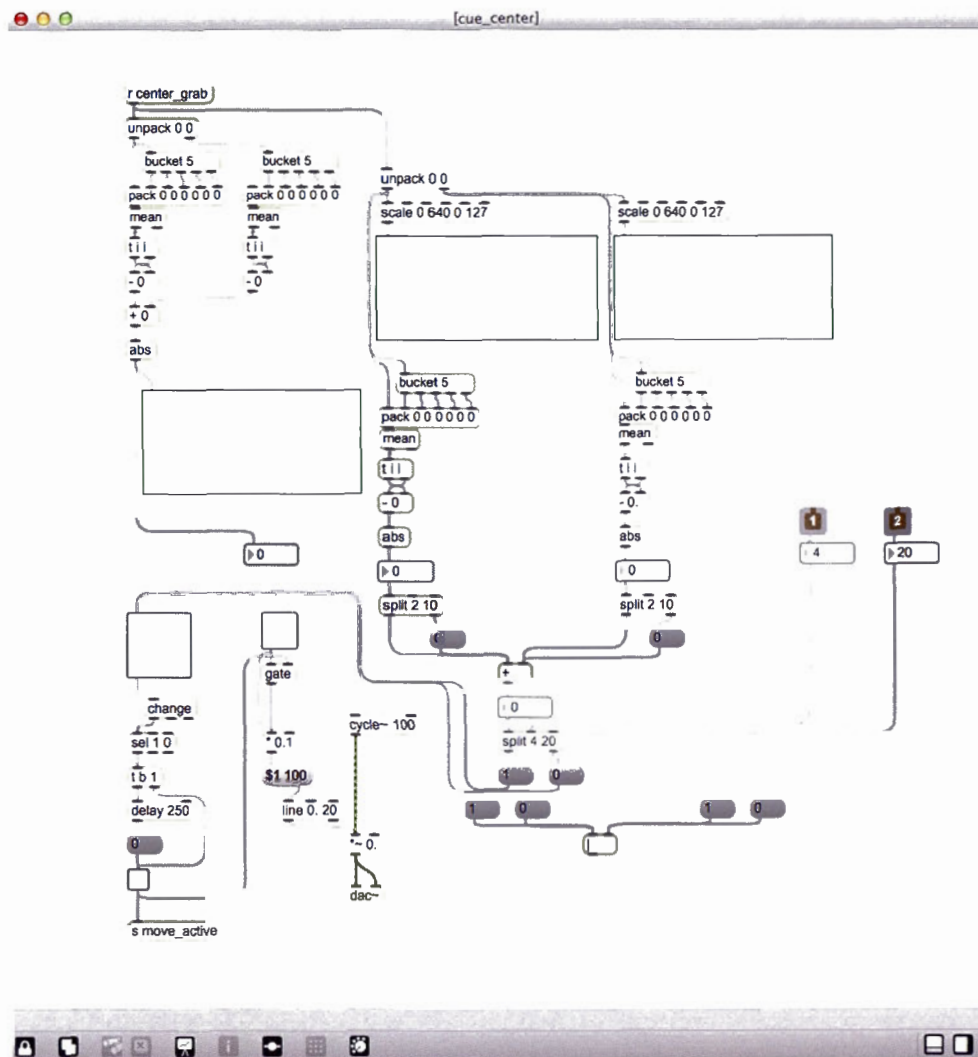 [cue_center]
r center_grab
unpack 0 0
bucket 5
bucket 5
pack 0 0 0 0 0 0
pack 0 0 0 0 0 0
mean
mean
t i i
t i i
- 0
- 0
+ 0
abs
0
unpack 0 0
scale 0 640 0 127
scale 0 640 0 127
bucket 5
bucket 5
pack 0 0 0 0 0 0
pack 0 0 0 0 0 0
mean
mean
t i i
t i i
- 0
- 0.
abs
abs
0
0
split 2 10
split 2 10
0
1
2
4
20
+
0
split 4 20
1
0
1
0
1
0
|
change
sel 1 0
t b 1
delay 250
0
s move_active
gate
* 0.1
$1 100
line 0. 20
cycle~ 100
*~ 0.
dac~
i